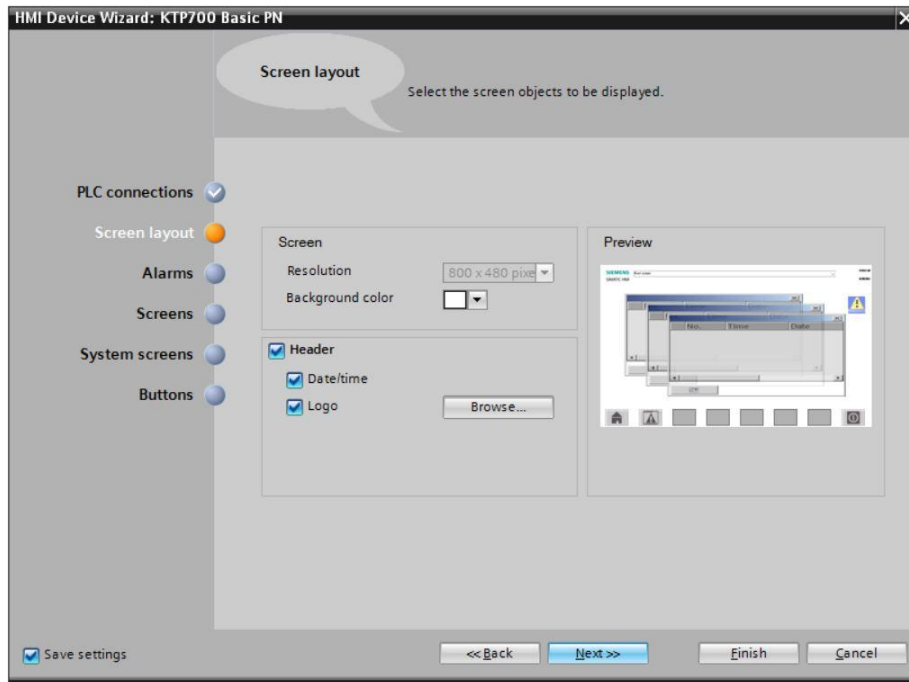 HMI Device Wizard: KTP700 Basic PN
Screen layout
Select the screen objects to be displayed.
PLC connections
Screen layout
Alarms
Screens
System screens
Buttons
Screen
Resolution
800 x 480 pixe
Background color
Header
Date/time
Logo
Browse...
Preview
SIEMENS
No. Time Date
Save settings
<<Back
Next>>
Finish
Cancel